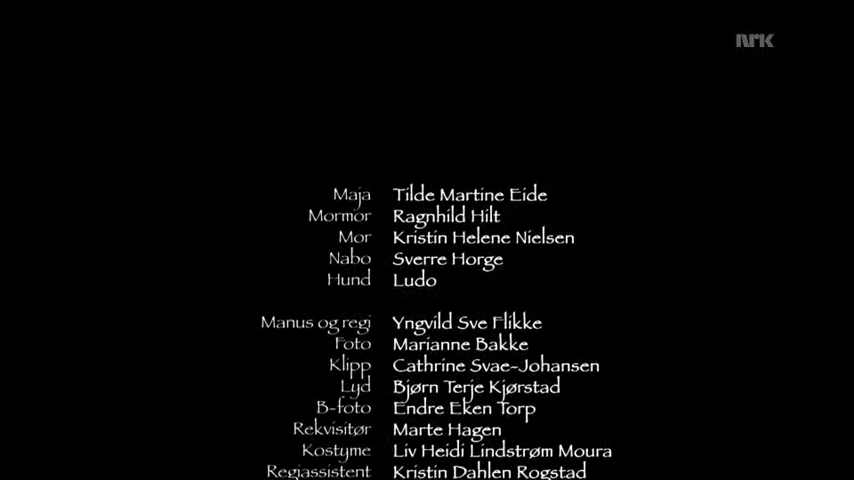 NRK
Maja Tilde Martine Eide
Mormor Ragnhild Hilt
Mor Kristin Helene Nielsen
Nabo Sverre Horge
Hund Ludo
Manus og regi Yngvild Sve Flikke
Foto Marianne Bakke
Klipp Cathrine Svae-Johansen
Lyd Bjørn Terje Kjørstad
B-foto Endre Eken Torp
Rekvisitør Marte Hagen
Kostyme Liv Heidi Lindstrøm Moura
Regiassistent Kristin Dahlen Rogstad